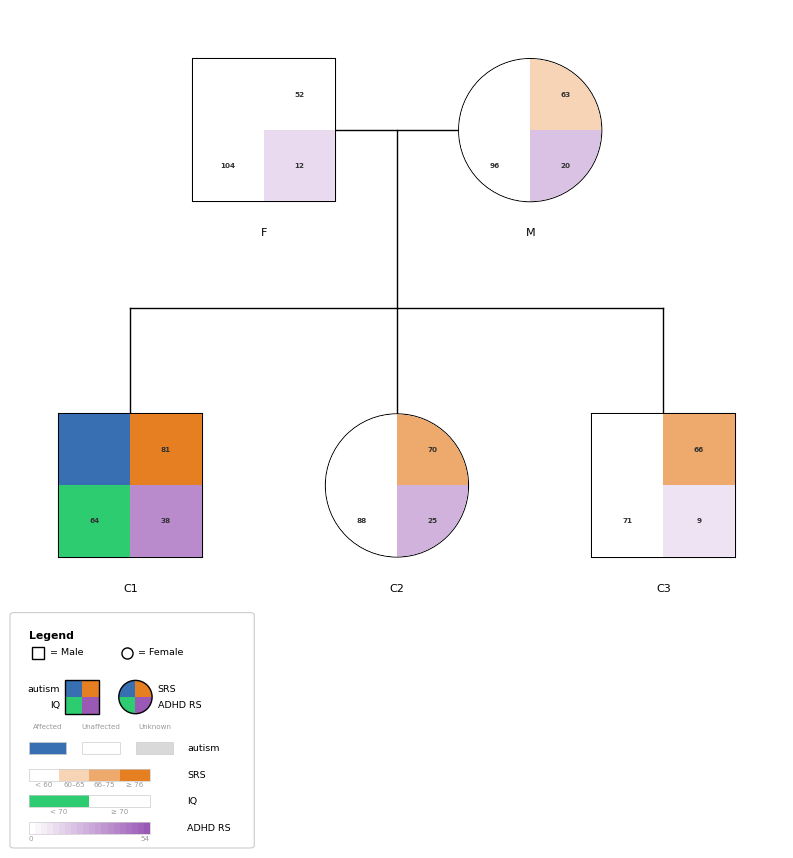 52
63
104
12
96
20
F
M
81
70
66
64
38
88
25
71
9
C1
C2
C3
Legend
= Male
= Female
autism
SRS
IQ
ADHD RS
Affected
Unaffected
Unknown
autism
SRS
< 60
60–65
66–75
≥ 76
IQ
< 70
≥ 70
ADHD RS
0
54